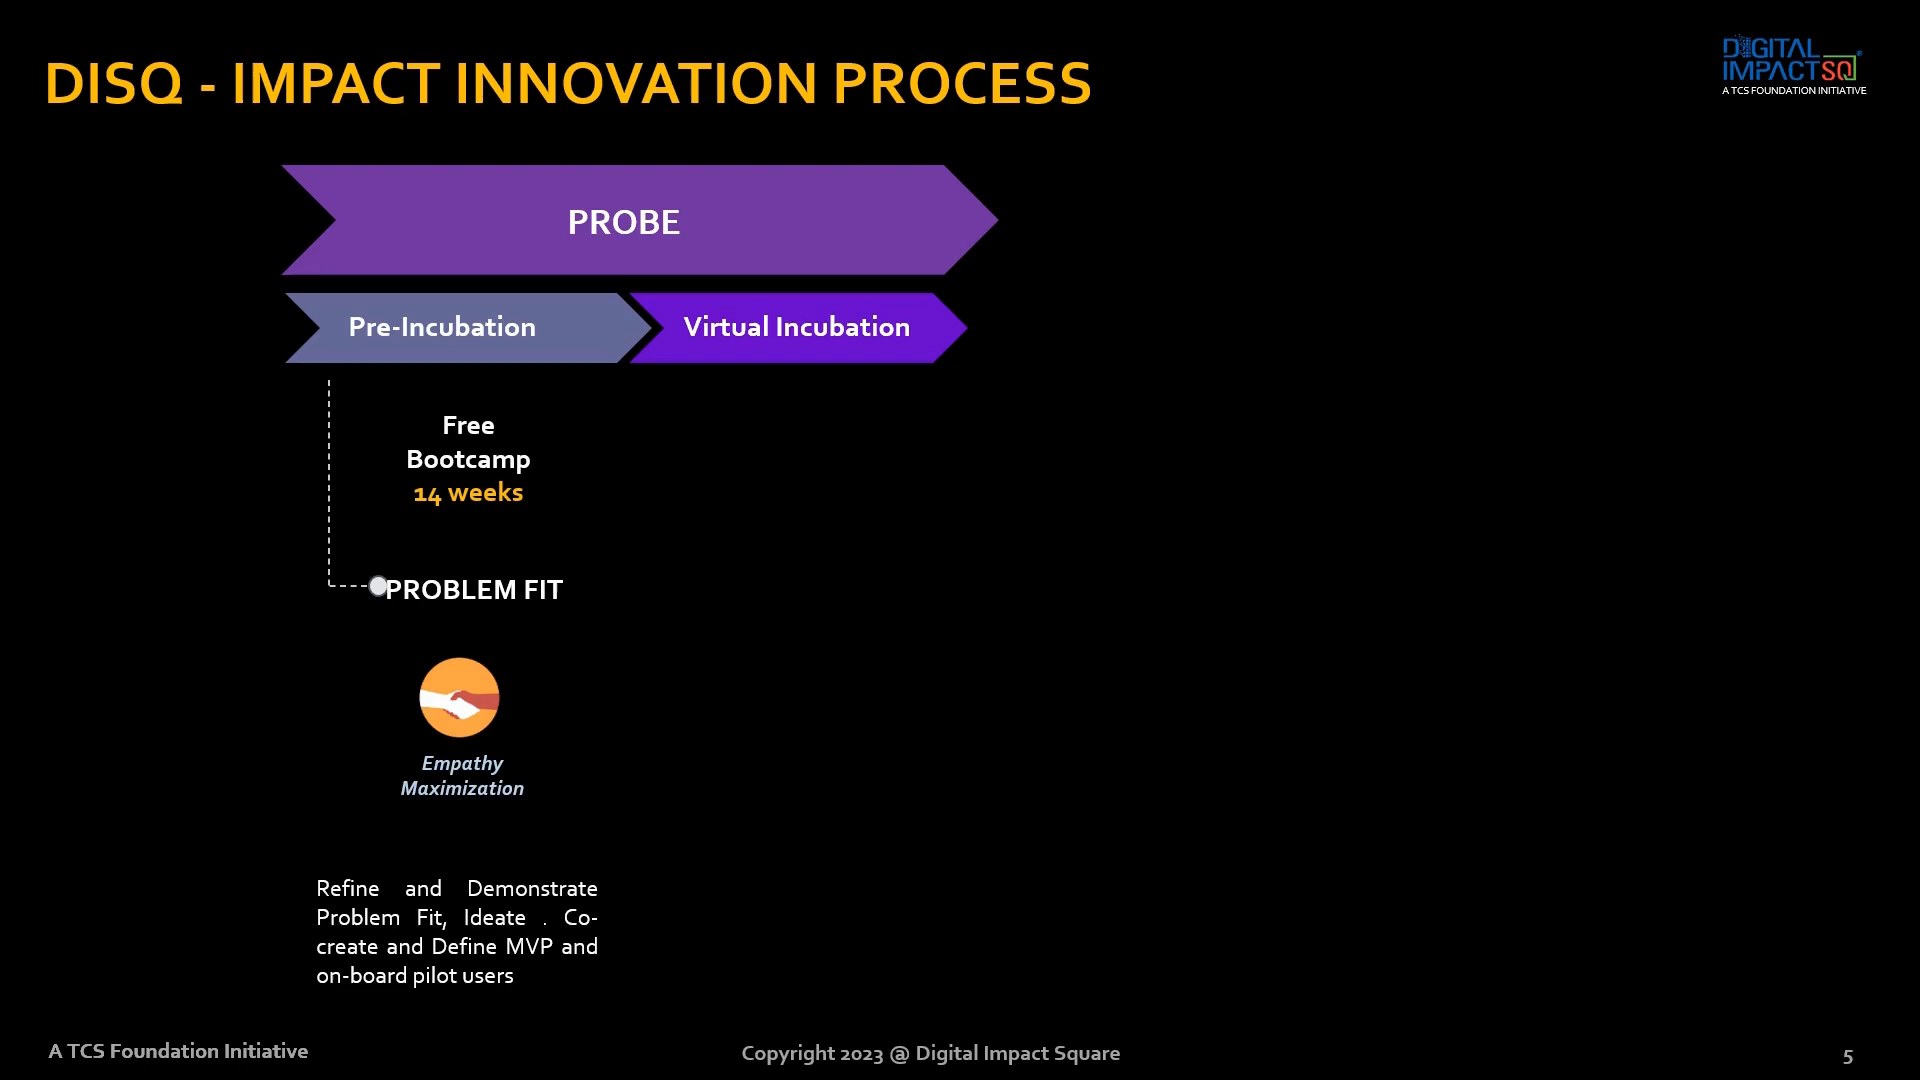 DISQ - IMPACT INNOVATION PROCESS
DIGITAL
IMPACTSQ
A TCS FOUNDATION INITIATIVE
PROBE
Pre-Incubation
Virtual Incubation
Free
Bootcamp
14 weeks
PROBLEM FIT
Empathy
Maximization
Refine and Demonstrate
Problem Fit, Ideate . Co-
create and Define MVP and
on-board pilot users
A TCS Foundation Initiative
Copyright 2023 @ Digital Impact Square
5